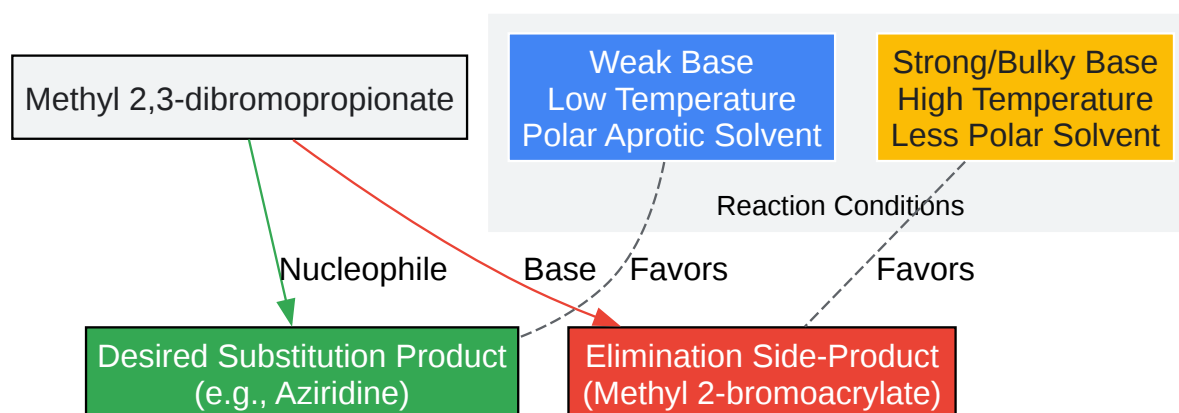 Methyl 2,3-dibromopropionate
Weak Base
Low Temperature
Polar Aprotic Solvent
Strong/Bulky Base
High Temperature
Less Polar Solvent
Reaction Conditions
Nucleophile
Base
Favors
Favors
Desired Substitution Product
(e.g., Aziridine)
Elimination Side-Product
(Methyl 2-bromoacrylate)